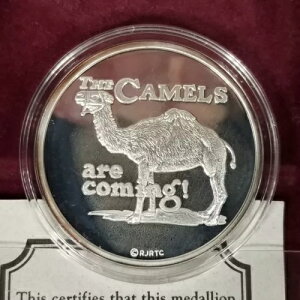 THE CAMELS
are
coming!
©RJRTC
This certifies that this medallion